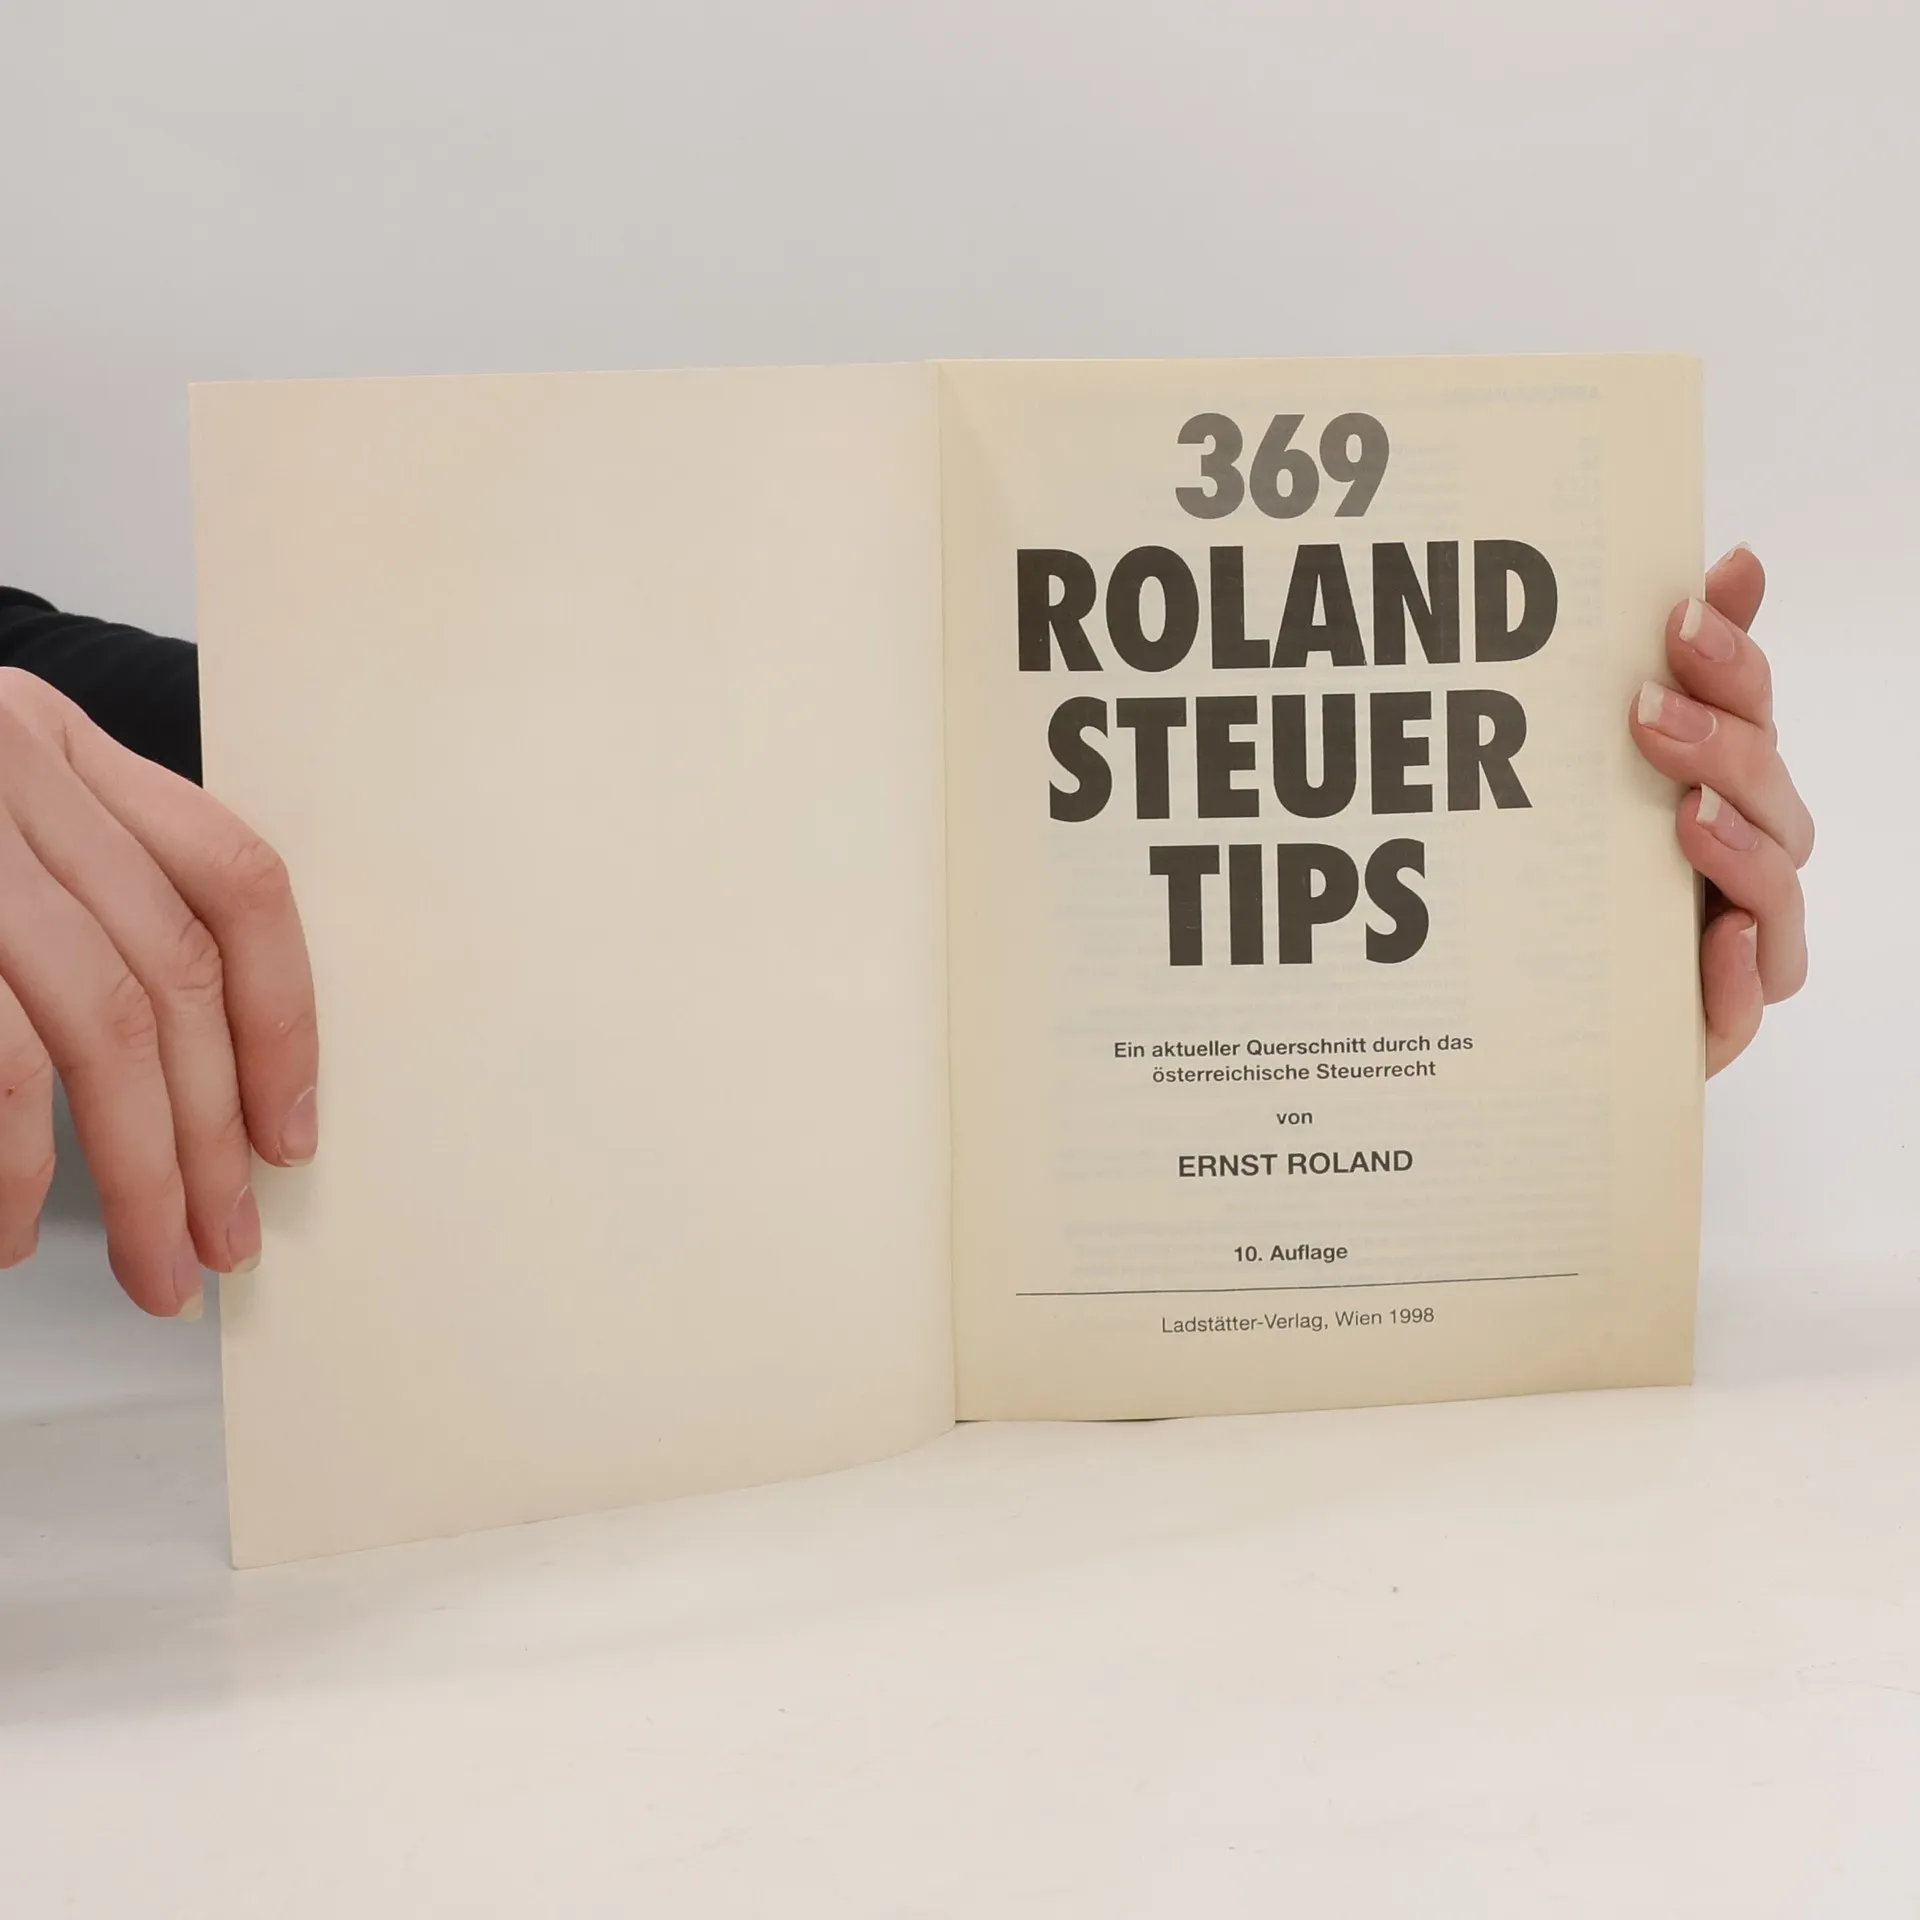 369
ROLAND
STEUER
TIPS
Ein aktueller Querschnitt durch das
österreichische Steuerrecht
von
ERNST ROLAND
10. Auflage
Ladstätter-Verlag, Wien 1998